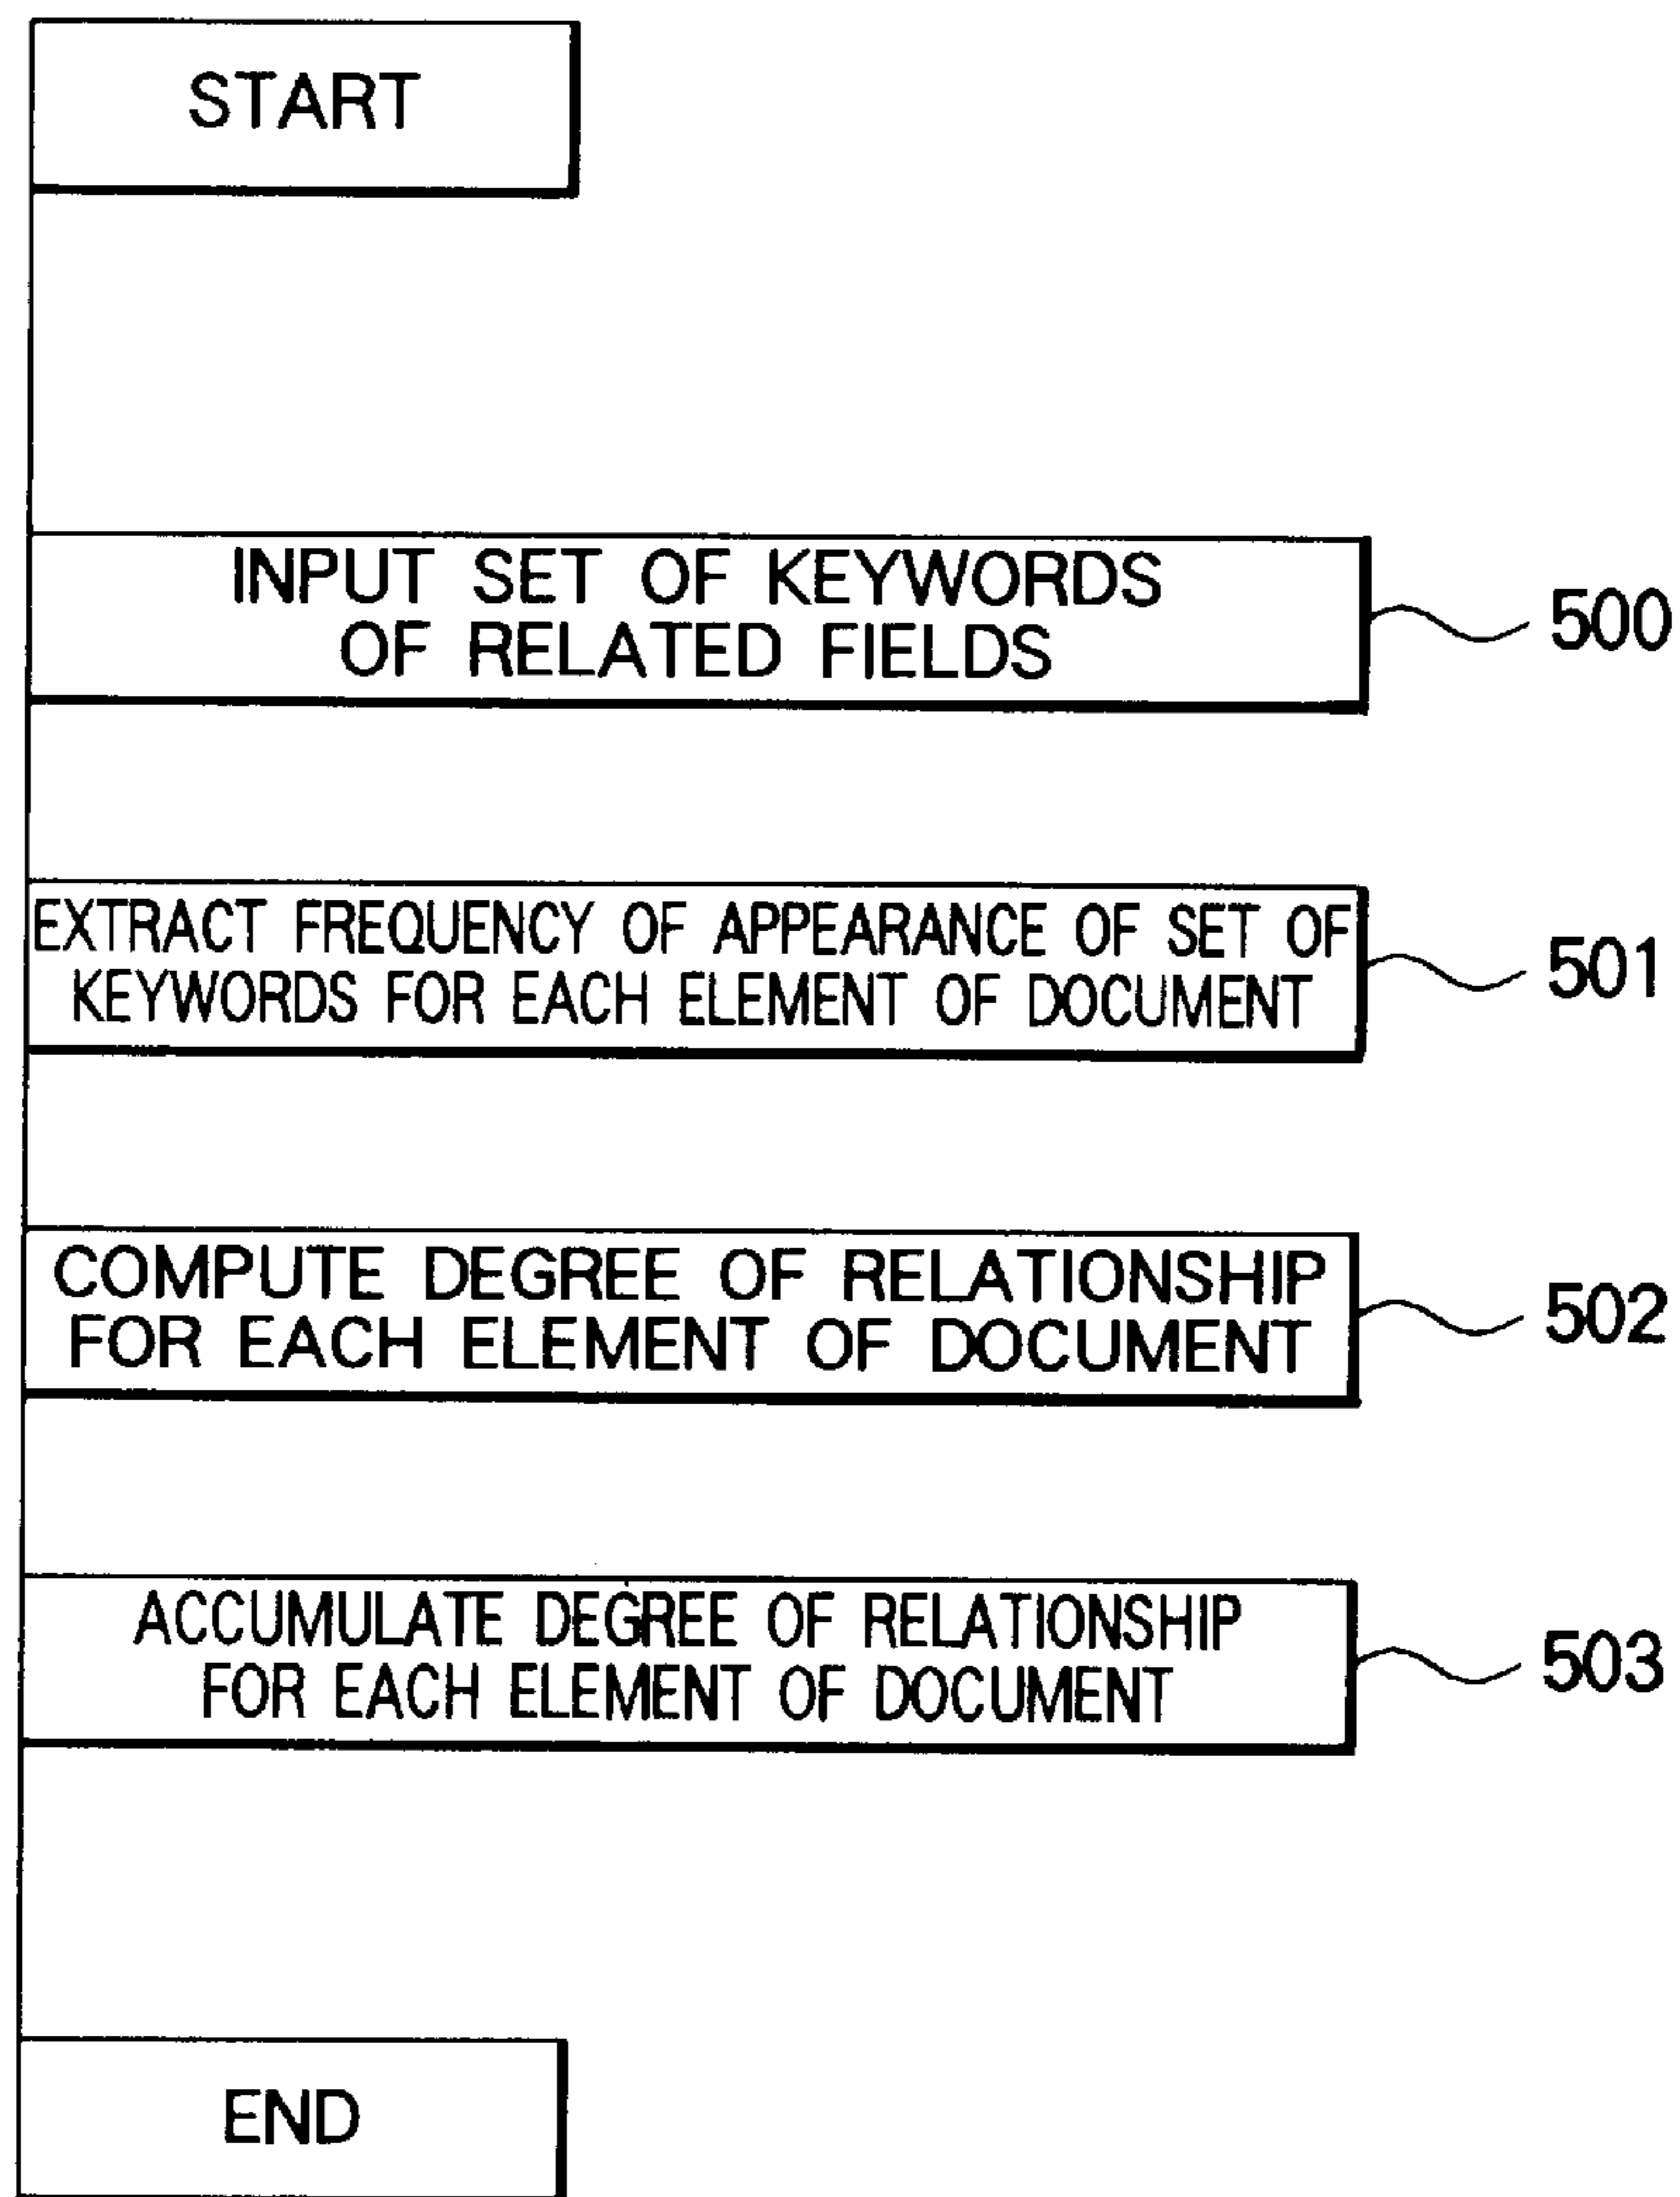 START
INPUT SET OF KEYWORDS
OF RELATED FIELDS
500
EXTRACT FREQUENCY OF APPEARANCE OF SET OF
KEYWORDS FOR EACH ELEMENT OF DOCUMENT
501
COMPUTE DEGREE OF RELATIONSHIP
FOR EACH ELEMENT OF DOCUMENT
502
ACCUMULATE DEGREE OF RELATIONSHIP
FOR EACH ELEMENT OF DOCUMENT
503
END